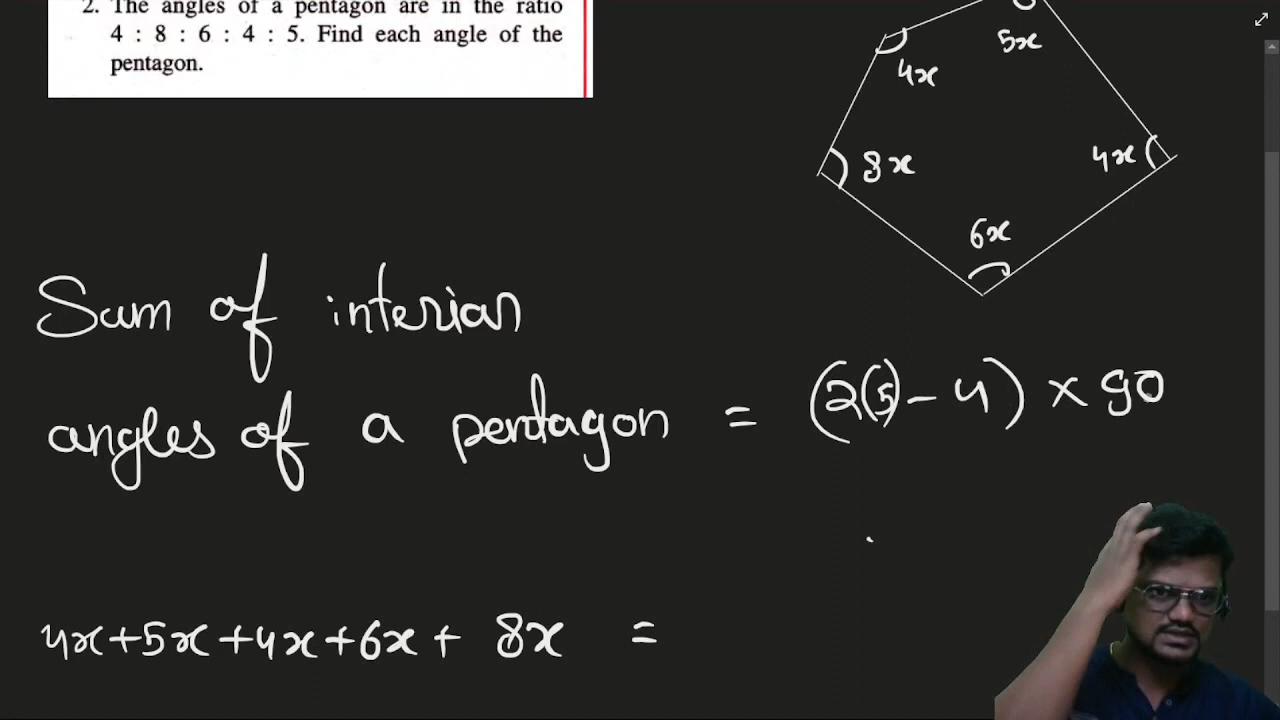 2. The angles of a pentagon are in the ratio
4 : 8 : 6 : 4 : 5. Find each angle of the
pentagon.
5x
4x
8x
4x
6x
Sum of interior
angles of a pentagon = (2(5) - 4) × 90
4x+5x+4x+6x+ 8x =